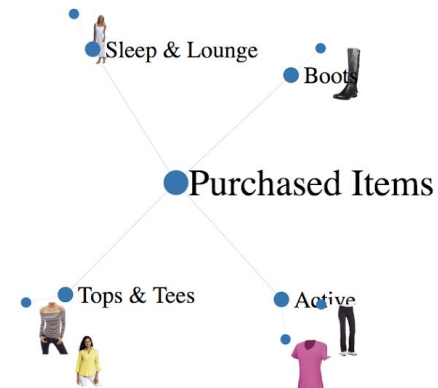 Sleep & Lounge
Boots
Purchased Items
Tops & Tees
Active